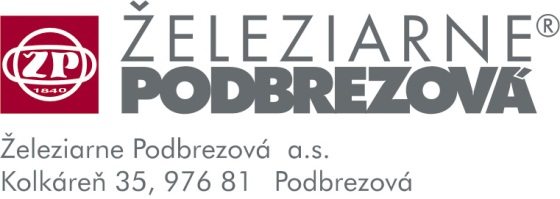 ŽP
1840
ŽELEZIARNE®
PODBREZOVÁ
Železiarne Podbrezová a.s.
Kolkáreň 35, 976 81 Podbrezová